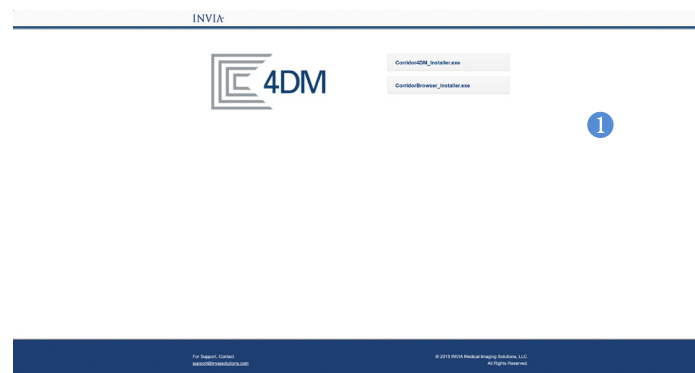 INVIA
4DM
Corridor4DM_Installer.exe
CorridorBrowser_Installer.exe
1
For Support, Contact
support@inviasolutions.com
© 2013 INVIA Medical Imaging Solutions, LLC.
All Rights Reserved.